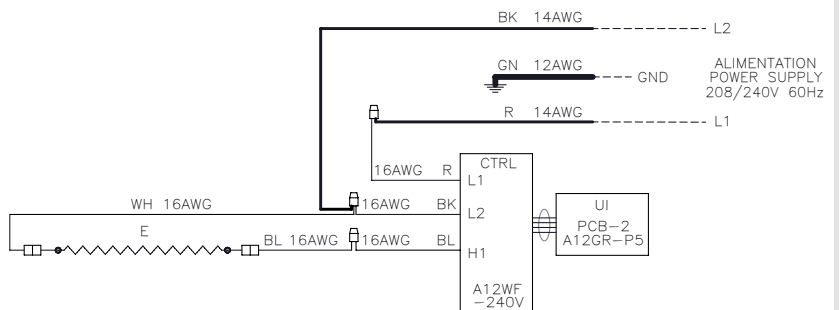 BK 14AWG
L2
GN 12AWG
GND
ALIMENTATION
POWER SUPPLY
208/240V 60Hz
R 14AWG
L1
CTRL
16AWG R
L1
WH 16AWG
16AWG BK
L2
UI
PCB-2
A12GR-P5
E
BL 16AWG
16AWG BL
H1
A12WF
-240V